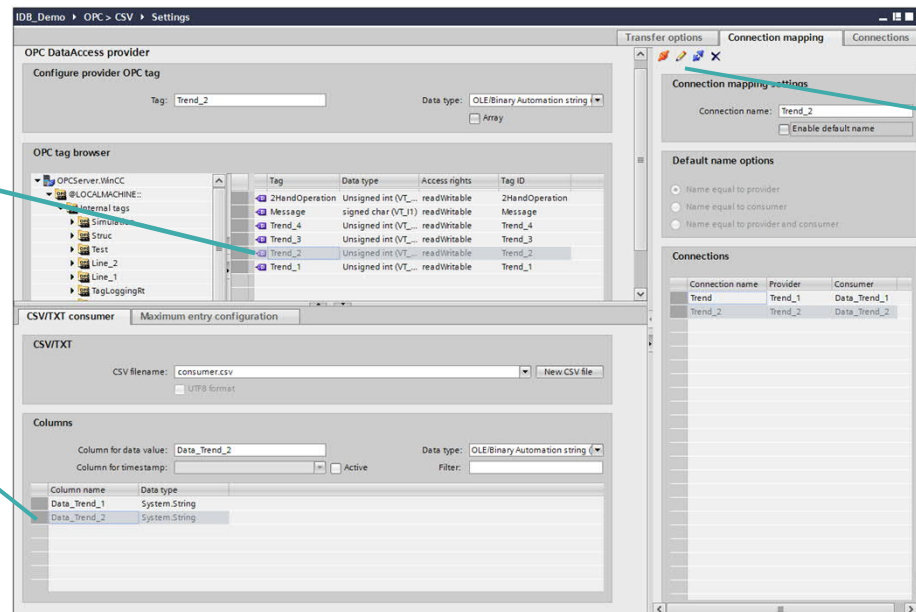 IDB_Demo ▸ OPC > CSV ▸ Settings
Transfer options Connection mapping Connections
OPC DataAccess provider
Configure provider OPC tag
Tag: Trend_2 Data type: OLE/Binary Automation string (
Array
OPC tag browser
OPCServer.WinCC
@LOCALMACHINE::
Internal tags
Simulation
Struc
Test
Line_2
Line_1
TagLoggingRt
Tag Data type Access rights Tag ID
2HandOperation Unsigned int (VT_... readWritable 2HandOperation
Message signed char (VT_I1) readWritable Message
Trend_4 Unsigned int (VT_... readWritable Trend_4
Trend_3 Unsigned int (VT_... readWritable Trend_3
Trend_2 Unsigned int (VT_... readWritable Trend_2
Trend_1 Unsigned int (VT_... readWritable Trend_1
CSV/TXT consumer Maximum entry configuration
CSV/TXT
CSV filename: consumer.csv New CSV file
UTF8 format
Columns
Column for data value: Data_Trend_2 Data type: OLE/Binary Automation string (
Column for timestamp: Active Filter:
Column name Data type
Data_Trend_1 System.String
Data_Trend_2 System.String
Connection mapping settings
Connection name: Trend_2
Enable default name
Default name options
Name equal to provider
Name equal to consumer
Name equal to provider and consumer
Connections
Connection name Provider Consumer
Trend Trend_1 Data_Trend_1
Trend_2 Trend_2 Data_Trend_2